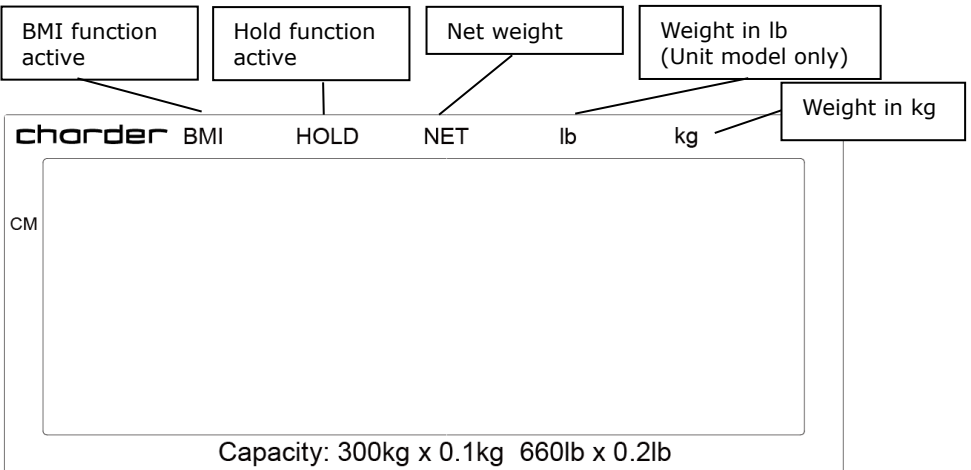 BMI function
active
Hold function
active
Net weight
Weight in lb
(Unit model only)
Weight in kg
charder BMI HOLD NET lb kg
CM
Capacity: 300kg x 0.1kg 660lb x 0.2lb